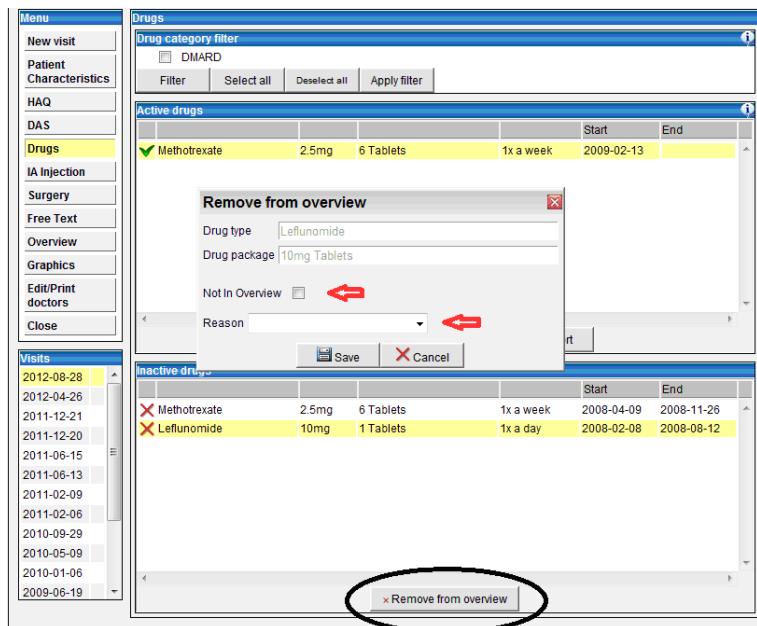 Menu
New visit
Patient
Characteristics
HAQ
DAS
Drugs
IA Injection
Surgery
Free Text
Overview
Graphics
Edit/Print
doctors
Close
Visits
2012-08-28
2012-04-26
2011-12-21
2011-12-20
2011-06-15
2011-06-13
2011-02-09
2011-02-06
2010-09-29
2010-05-09
2010-01-06
2009-06-19
Drugs
Drug category filter
DMARD
Filter Select all Deselect all Apply filter
Active drugs
Start End
Methotrexate 2.5mg 6 Tablets 1x a week 2009-02-13
Remove from overview
Drug type Leflunomide
Drug package 10mg Tablets
Not In Overview
Reason
Save Cancel
Inactive drugs
Start End
Methotrexate 2.5mg 6 Tablets 1x a week 2008-04-09 2008-11-26
Leflunomide 10mg 1 Tablets 1x a day 2008-02-08 2008-08-12
Remove from overview